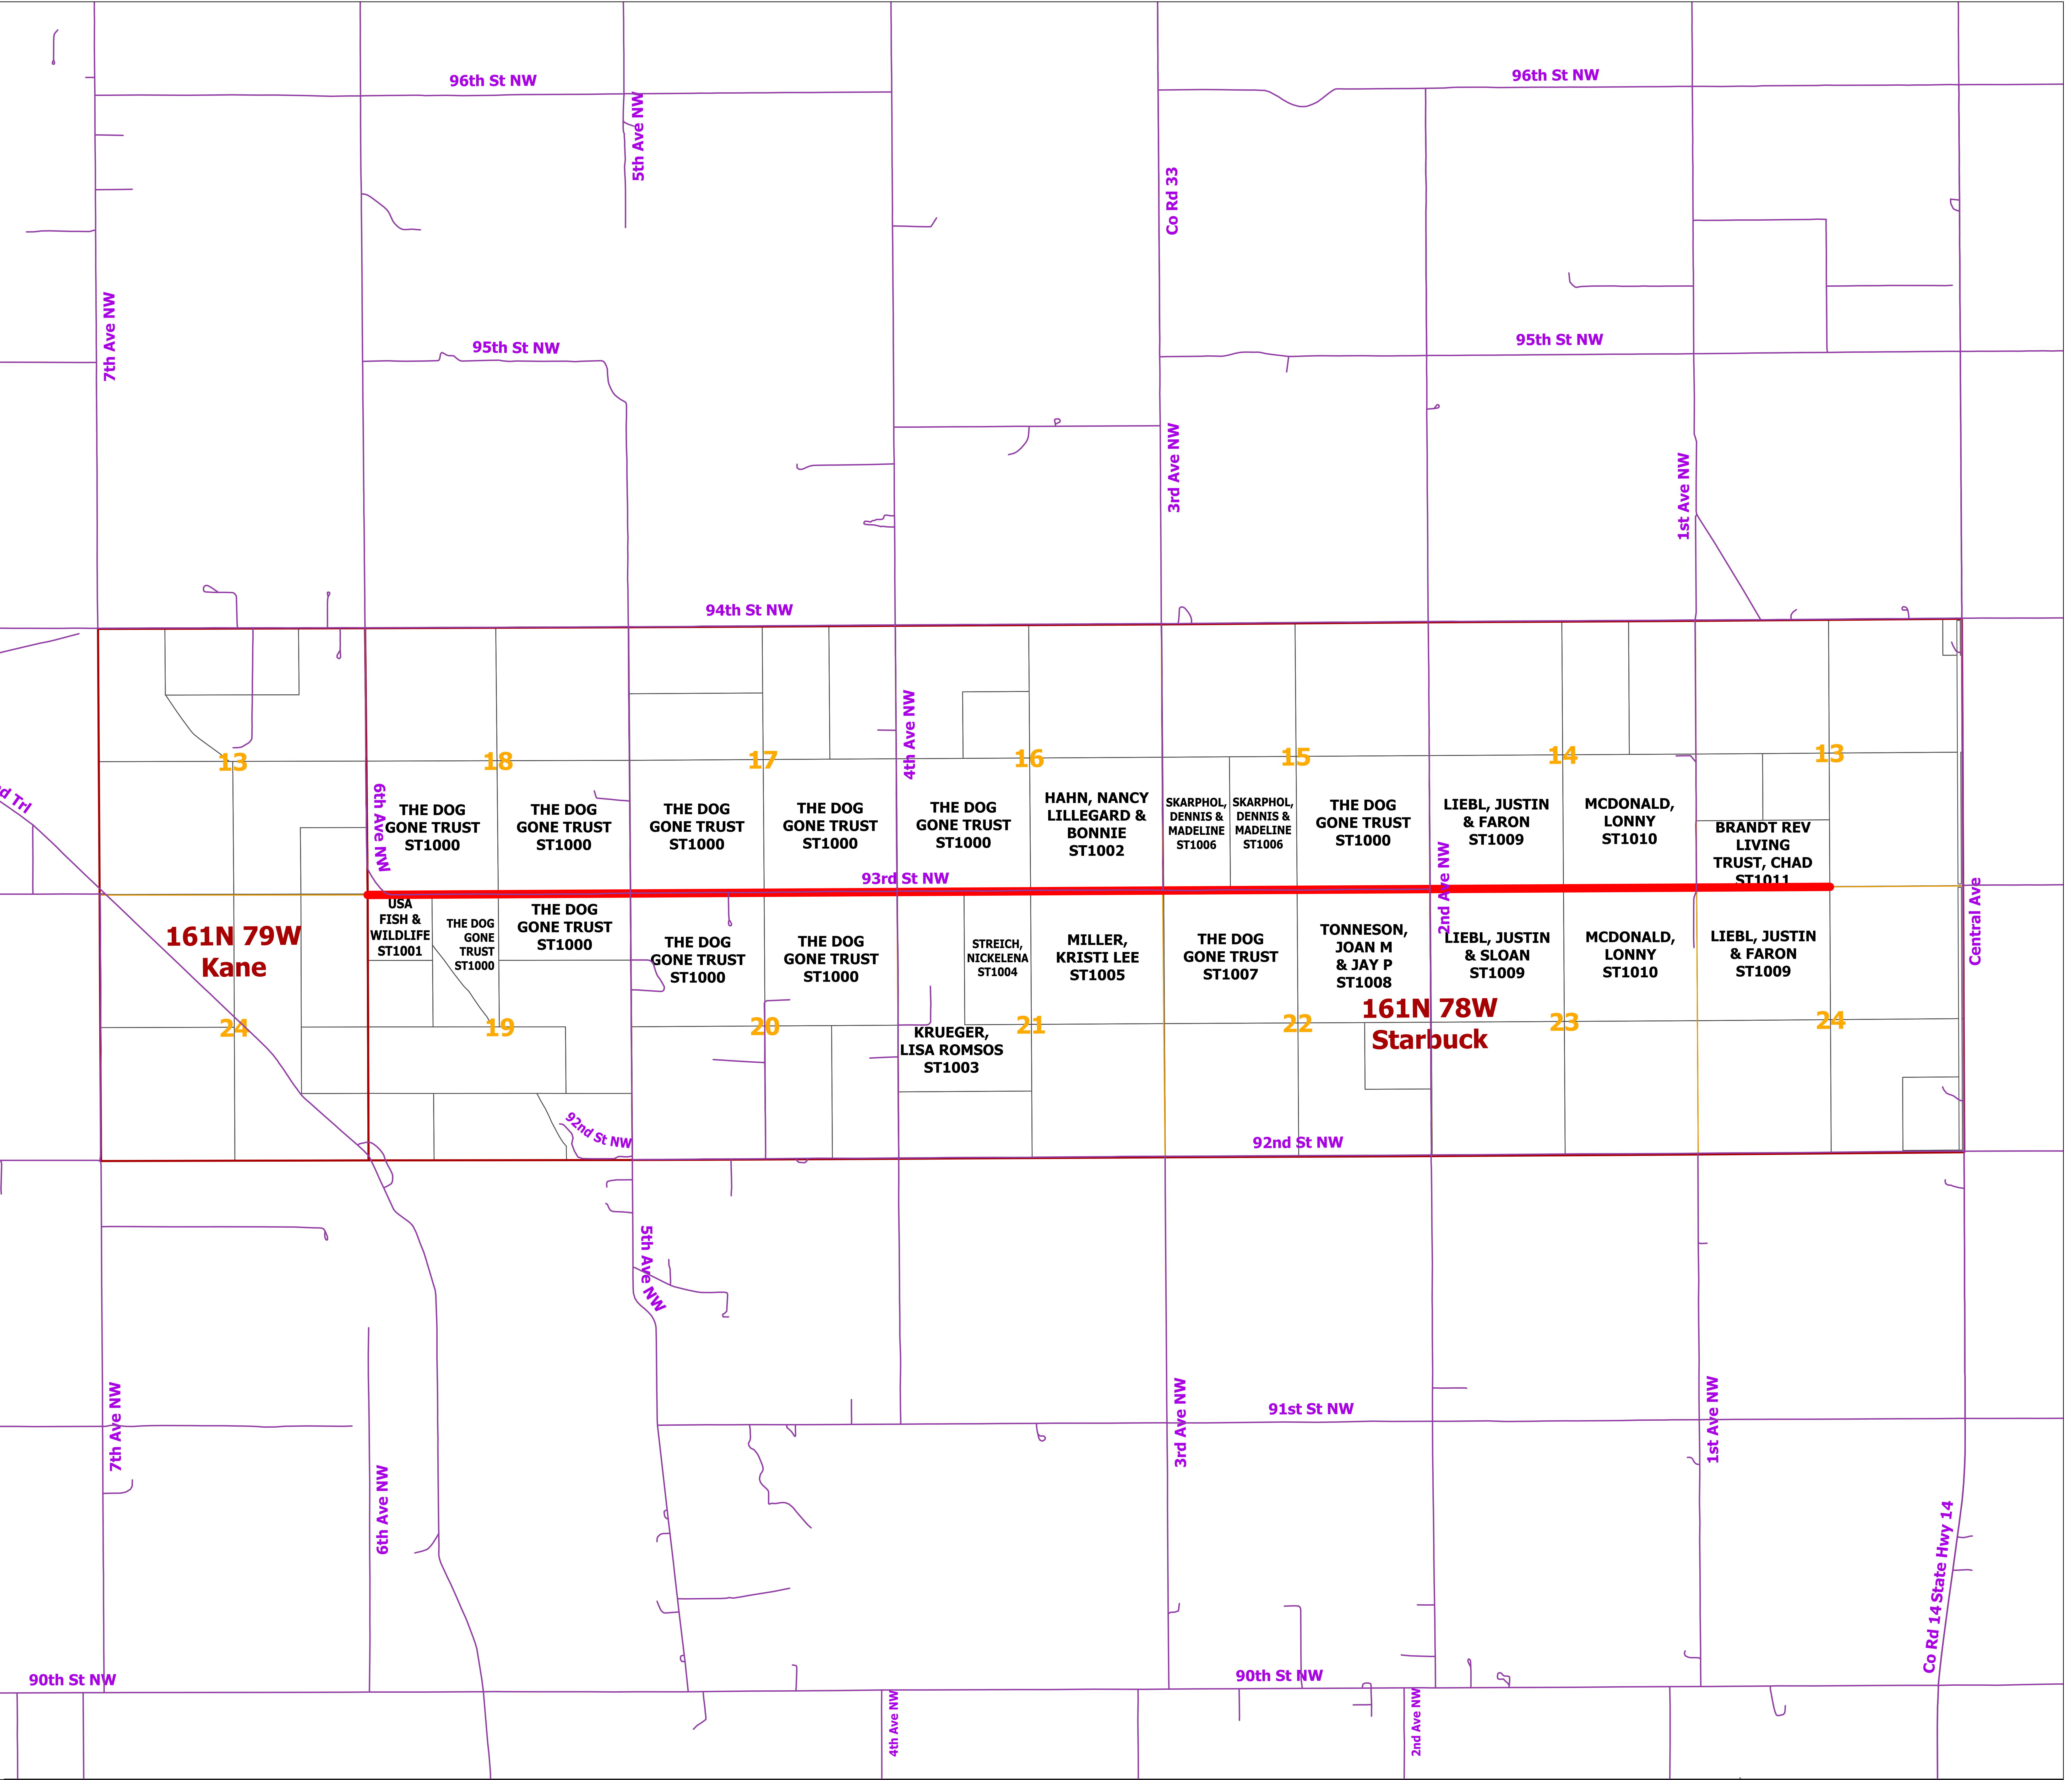 96th St NW
96th St NW
5th Ave NW
Co Rd 33
7th Ave NW
95th St NW
95th St NW
3rd Ave NW
1st Ave NW
94th St NW
4th Ave NW
13
18
17
16
15
14
13
Trl
6th Ave NW
THE DOG
GONE TRUST
ST1000
THE DOG
GONE TRUST
ST1000
THE DOG
GONE TRUST
ST1000
THE DOG
GONE TRUST
ST1000
THE DOG
GONE TRUST
ST1000
HAHN, NANCY
LILLEGARD &
BONNIE
ST1002
SKARPHOL,
DENNIS &
MADELINE
ST1006
SKARPHOL,
DENNIS &
MADELINE
ST1006
THE DOG
GONE TRUST
ST1000
LIEBL, JUSTIN
& FARON
ST1009
MCDONALD,
LONNY
ST1010
BRANDT REV
LIVING
TRUST, CHAD
ST1011
93rd St NW
2nd Ave NW
Central Ave
161N 79W
Kane
USA
FISH &
WILDLIFE
ST1001
THE DOG
GONE
TRUST
ST1000
THE DOG
GONE TRUST
ST1000
THE DOG
GONE TRUST
ST1000
THE DOG
GONE TRUST
ST1000
STREICH,
NICKELENA
ST1004
MILLER,
KRISTI LEE
ST1005
THE DOG
GONE TRUST
ST1007
TONNESON,
JOAN M
& JAY P
ST1008
LIEBL, JUSTIN
& SLOAN
ST1009
MCDONALD,
LONNY
ST1010
LIEBL, JUSTIN
& FARON
ST1009
161N 78W
Starbuck
24
19
20
21
22
23
24
KRUEGER,
LISA ROMSOS
ST1003
92nd St NW
92nd St NW
5th Ave NW
7th Ave NW
6th Ave NW
3rd Ave NW
91st St NW
1st Ave NW
Co Rd 14 State Hwy 14
90th St NW
90th St NW
4th Ave NW
2nd Ave NW